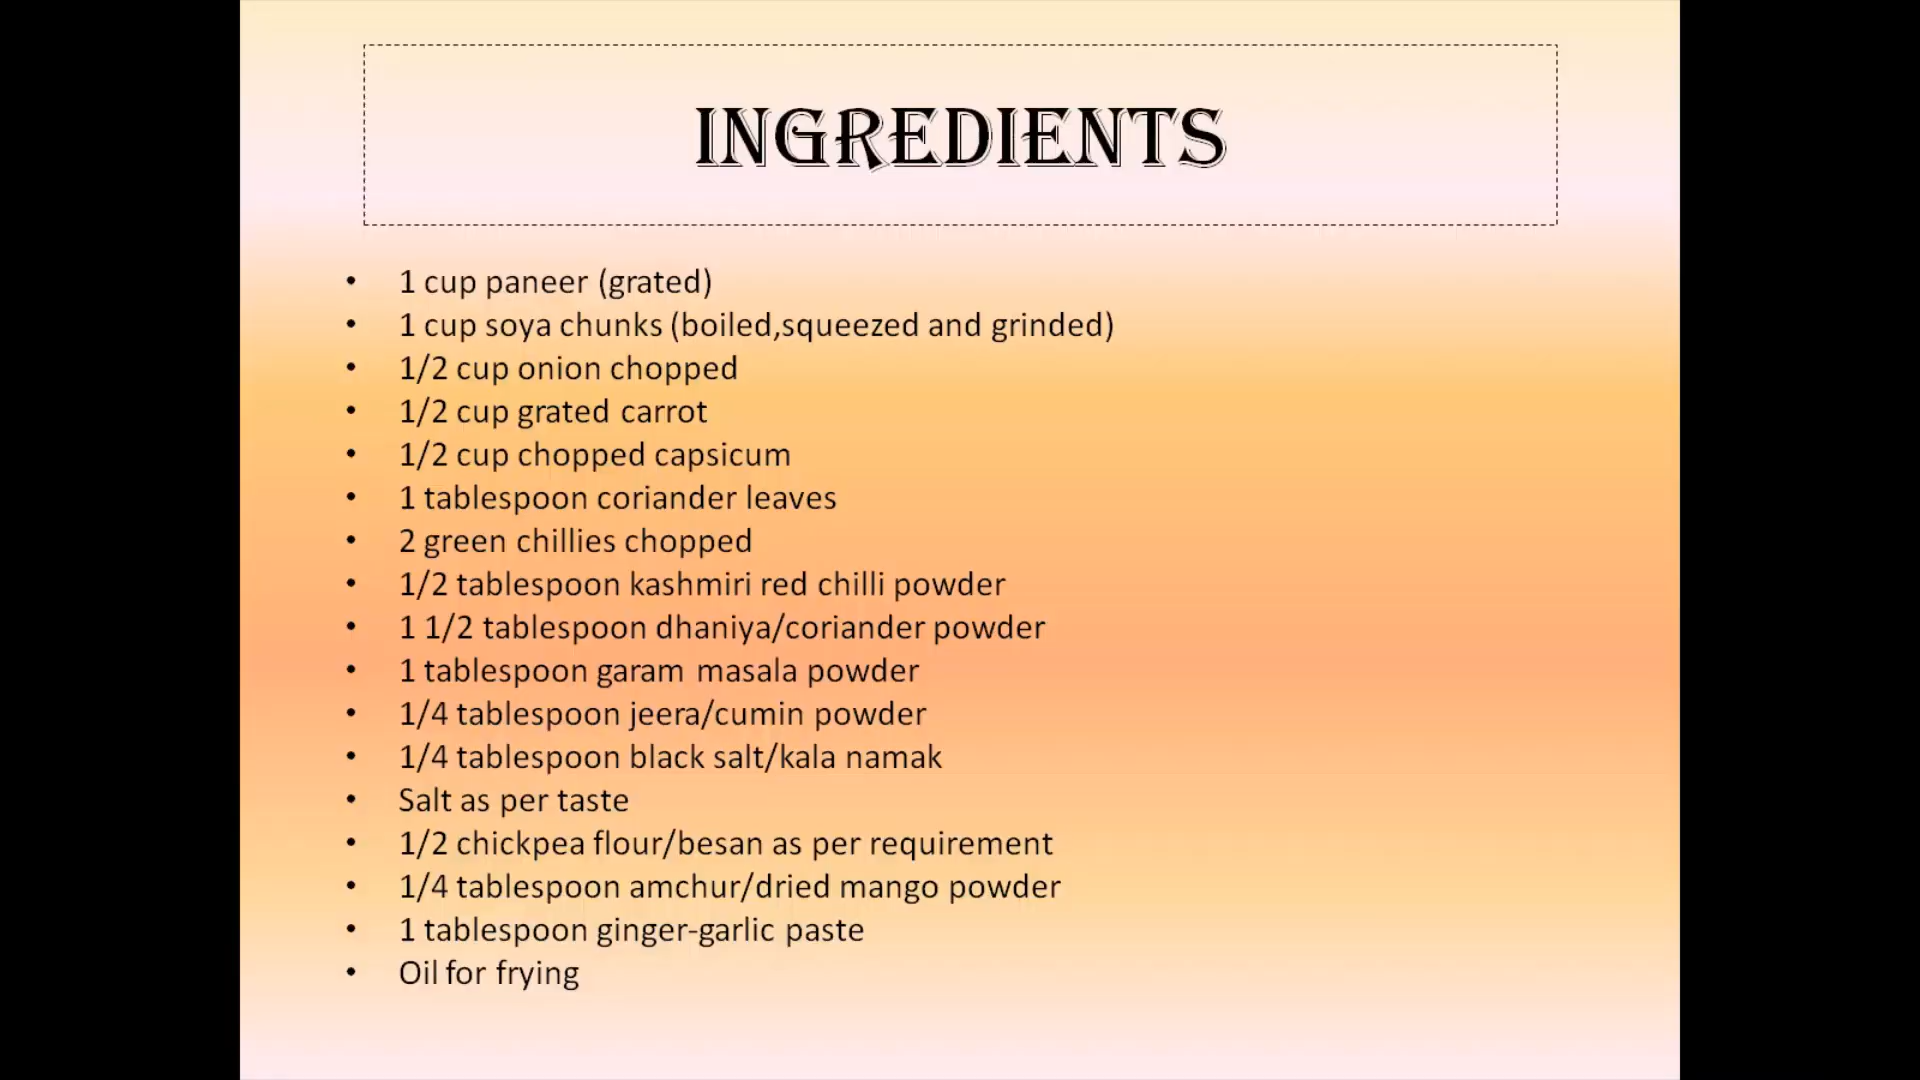 INGREDIENTS
• 1 cup paneer (grated)
• 1 cup soya chunks (boiled,squeezed and grinded)
• 1/2 cup onion chopped
• 1/2 cup grated carrot
• 1/2 cup chopped capsicum
• 1 tablespoon coriander leaves
• 2 green chillies chopped
• 1/2 tablespoon kashmiri red chilli powder
• 1 1/2 tablespoon dhaniya/coriander powder
• 1 tablespoon garam masala powder
• 1/4 tablespoon jeera/cumin powder
• 1/4 tablespoon black salt/kala namak
• Salt as per taste
• 1/2 chickpea flour/besan as per requirement
• 1/4 tablespoon amchur/dried mango powder
• 1 tablespoon ginger-garlic paste
• Oil for frying